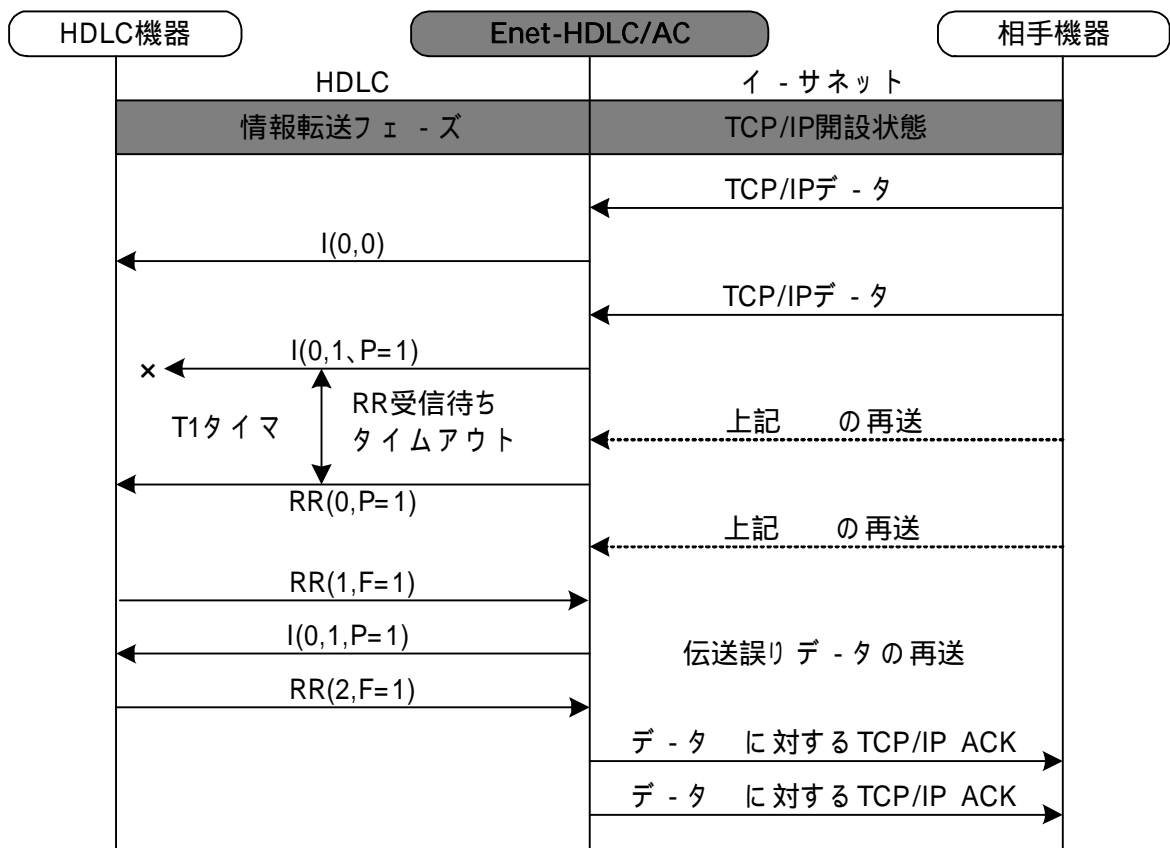 HDLC機器
Enet-HDLC/AC
相手機器
HDLC
イ-サネット
情報転送フェ-ズ
TCP/IP開設状態
TCP/IPデ-タ
I(0,0)
TCP/IPデ-タ
I(0,1、P=1)
×
T1タイマ
RR受信待ち
タイムアウト
上記 の再送
RR(0,P=1)
上記 の再送
RR(1,F=1)
I(0,1,P=1)
伝送誤りデ-タの再送
RR(2,F=1)
デ-タ に対するTCP/IP ACK
デ-タ に対するTCP/IP ACK